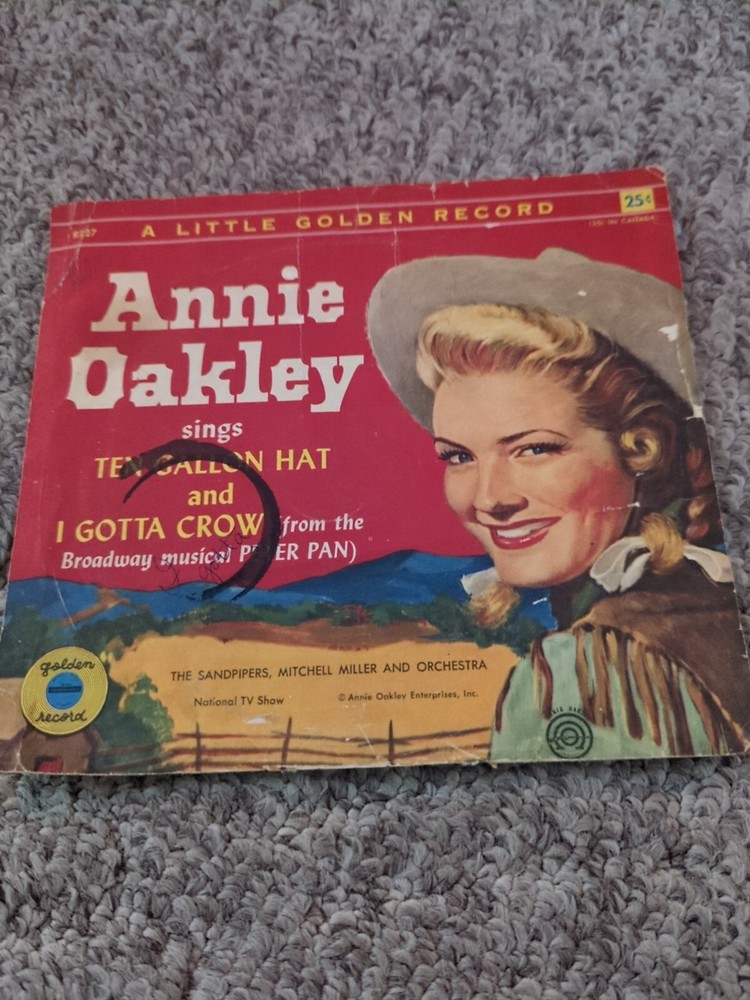 A LITTLE GOLDEN RECORD
25¢
Annie
Oakley
sings
TEN GALLON HAT
and
I GOTTA CROW (from the
Broadway musical PETER PAN)
THE SANDPIPERS, MITCHELL MILLER AND ORCHESTRA
National TV Show
© Annie Oakley Enterprises, Inc.
golden
record